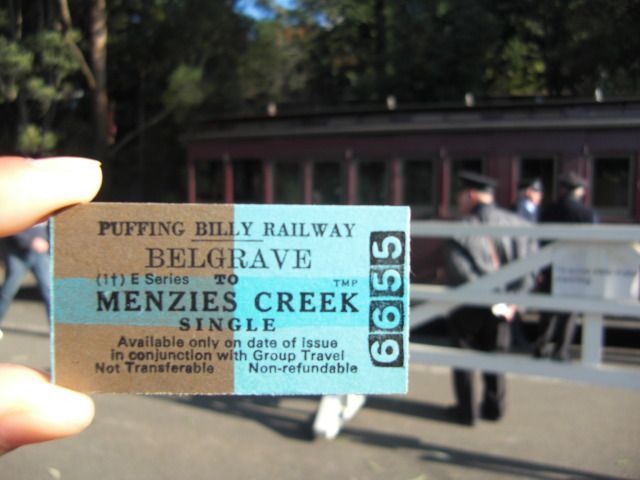 PUFFING BILLY RAILWAY
BELGRAVE
(1†) E Series TO TMP
MENZIES CREEK
SINGLE
Available only on date of issue
in conjunction with Group Travel
Not Transferable Non-refundable
6655